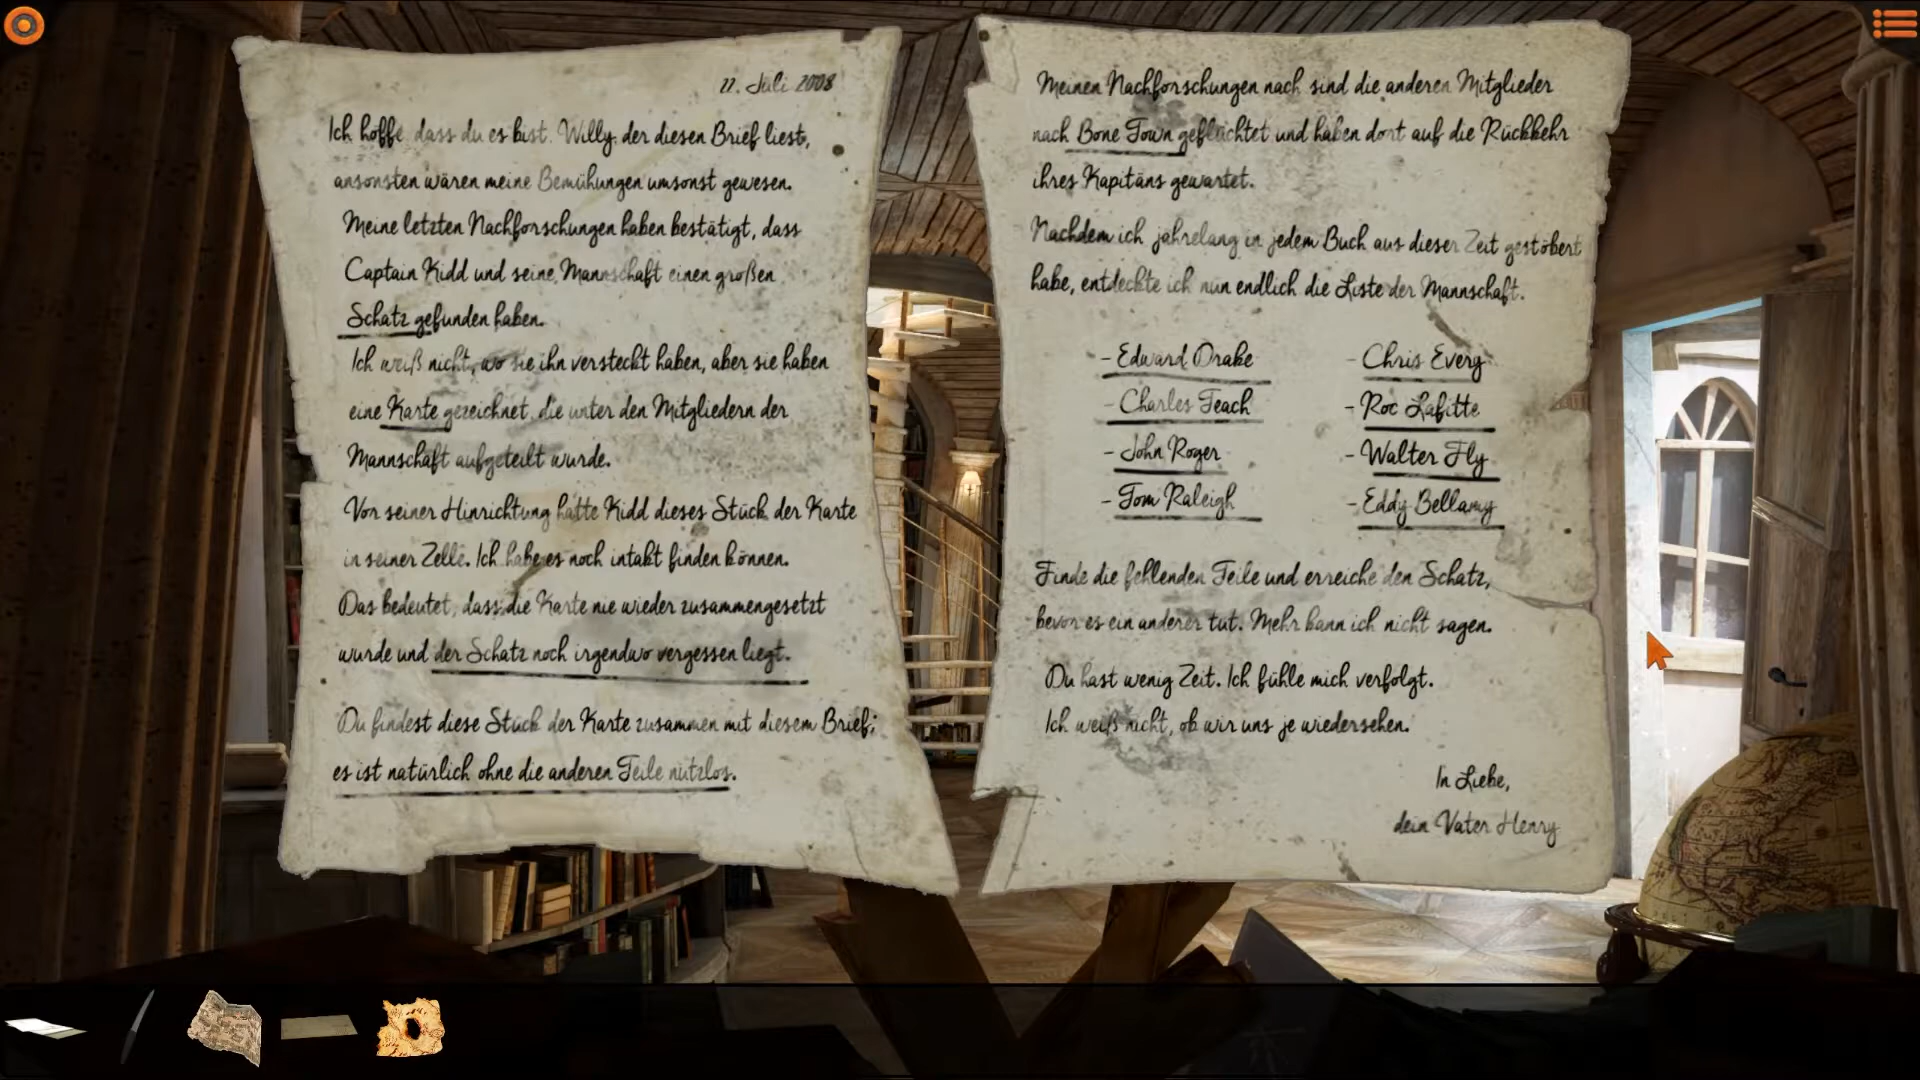 22. Juli 2008
Ich hoffe, dass du es bist, Willy, der diesen Brief liest,
ansonsten wären meine Bemühungen umsonst gewesen.
Meine letzten Nachforschungen haben bestätigt, dass
Captain Kidd und seine Mannschaft einen großen
Schatz gefunden haben.
Ich weiß nicht, wo sie ihn versteckt haben, aber sie haben
eine Karte gezeichnet, die unter den Mitgliedern der
Mannschaft aufgeteilt wurde.
Vor seiner Hinrichtung hatte Kidd dieses Stück der Karte
in seiner Zelle. Ich habe es noch intakt finden können.
Das bedeutet, dass die Karte nie wieder zusammengesetzt
wurde und der Schatz noch irgendwo vergessen liegt.
Du findest diese Stück der Karte zusammen mit diesem Brief;
es ist natürlich ohne die anderen Teile nutzlos.
Meinen Nachforschungen nach sind die anderen Mitglieder
nach Bone Town geflüchtet und haben dort auf die Rückkehr
ihres Kapitäns gewartet.
Nachdem ich jahrelang in jedem Buch aus dieser Zeit gestöbert
habe, entdeckte ich nun endlich die Liste der Mannschaft.
- Edward Drake - Chris Every
- Charles Teach - Roc Lafitte
- John Roger - Walter Fly
- Tom Raleigh - Eddy Bellamy
Finde die fehlenden Teile und erreiche den Schatz,
bevor es ein anderer tut. Mehr kann ich nicht sagen.
Du hast wenig Zeit. Ich fühle mich verfolgt.
Ich weiß nicht, ob wir uns je wiedersehen.
In Liebe,
dein Vater Henry